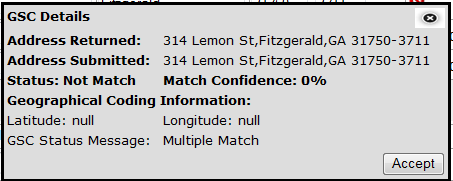 Fitzgerald
GSC Details
Address Returned: 314 Lemon St,Fitzgerald,GA 31750-3711
Address Submitted: 314 Lemon St,Fitzgerald,GA 31750-3711
Status: Not Match Match Confidence: 0%
Geographical Coding Information:
Latitude: null Longitude: null
GSC Status Message: Multiple Match
Accept